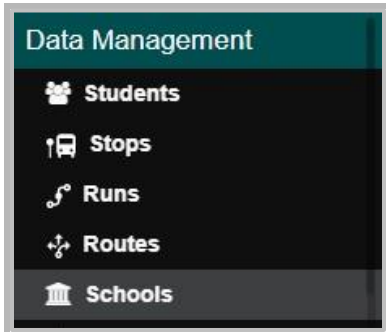 Data Management
Students
Stops
Runs
Routes
Schools